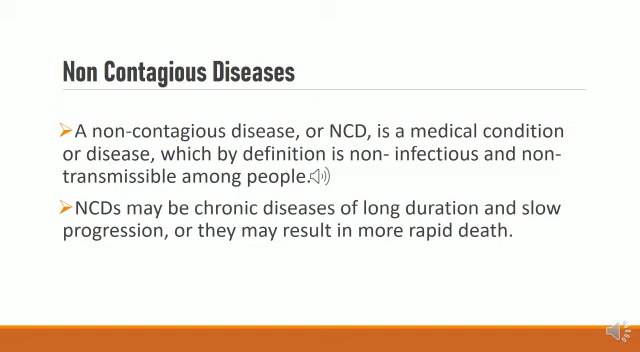 Non Contagious Diseases
A non-contagious disease, or NCD, is a medical condition
or disease, which by definition is non- infectious and non-
transmissible among people.
NCDs may be chronic diseases of long duration and slow
progression, or they may result in more rapid death.